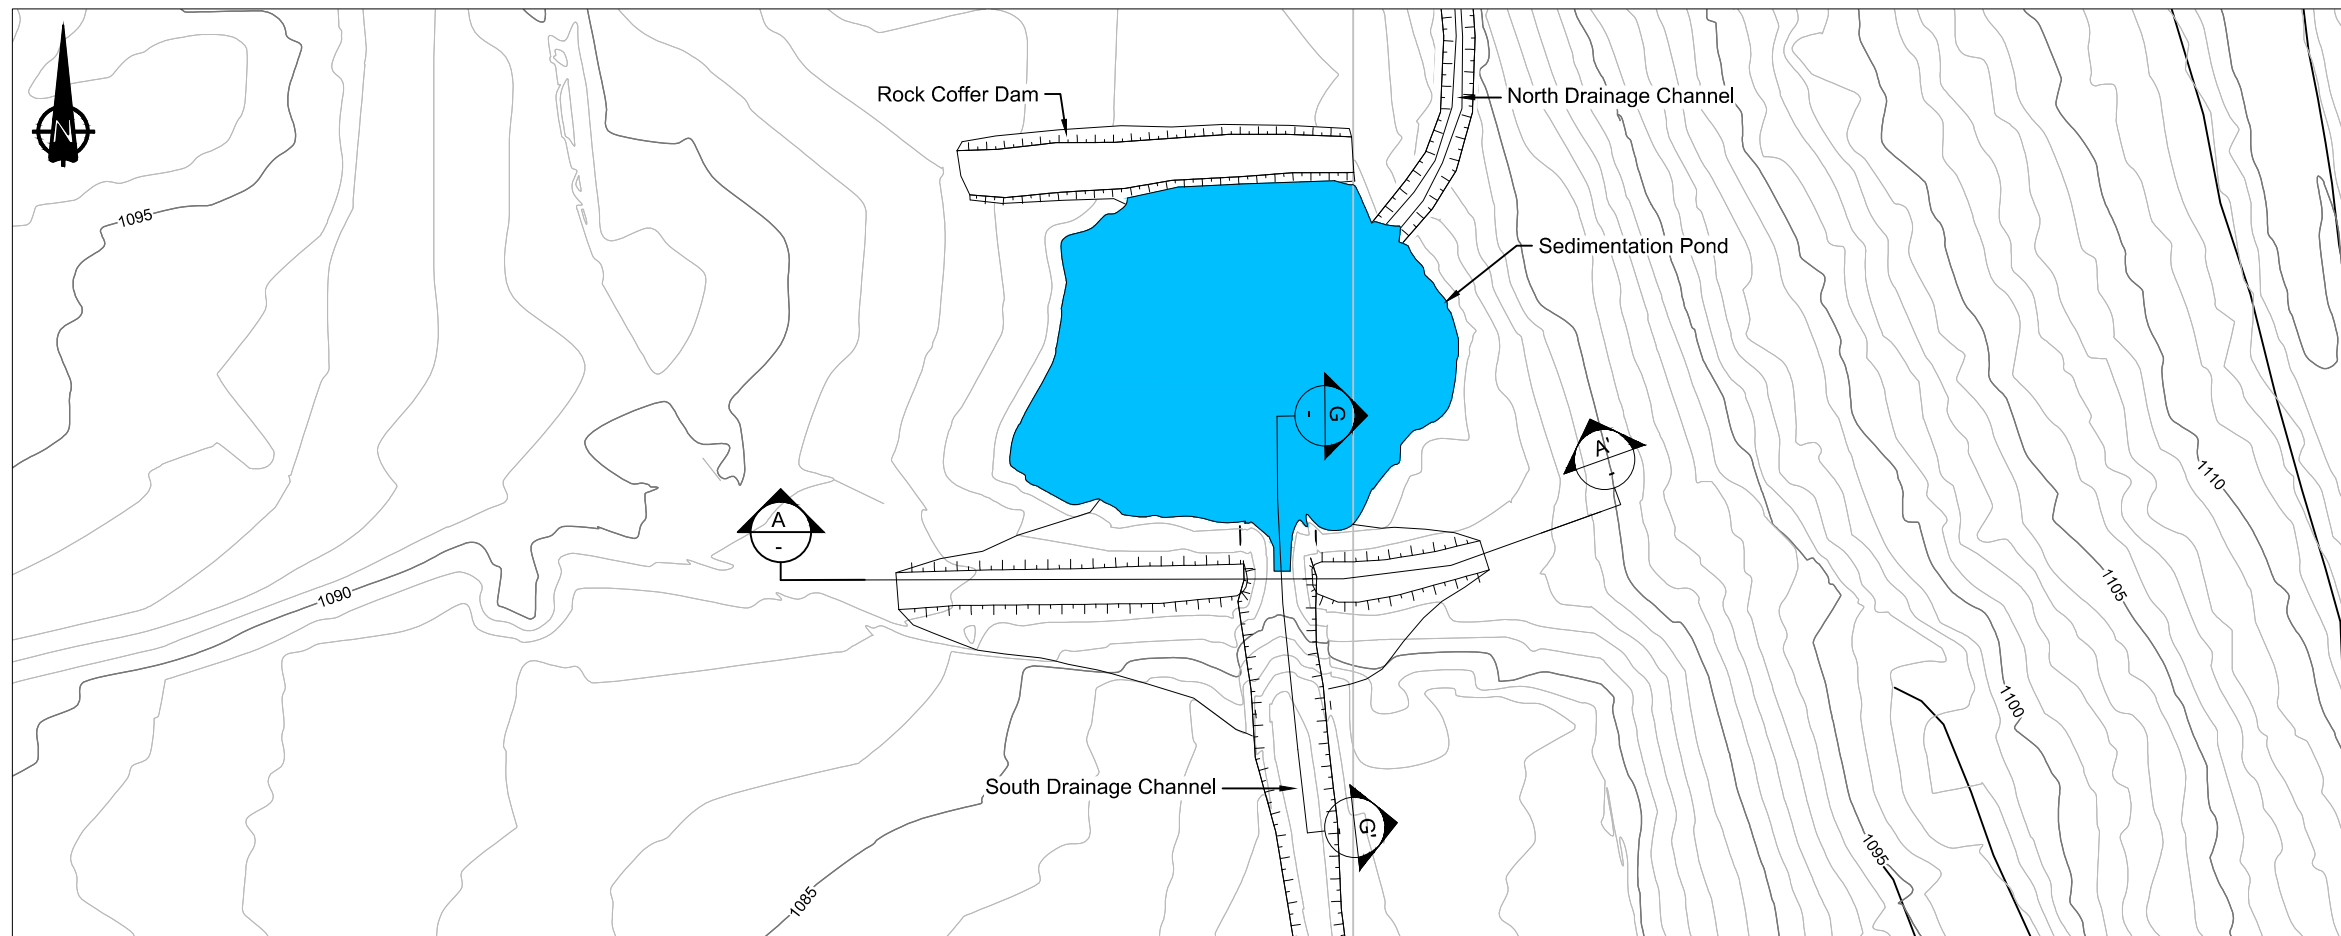 N
Rock Coffer Dam
North Drainage Channel
1095
Sedimentation Pond
G
-
A'
-
1110
A
-
1090
1105
1100
South Drainage Channel
G'
1095
1085